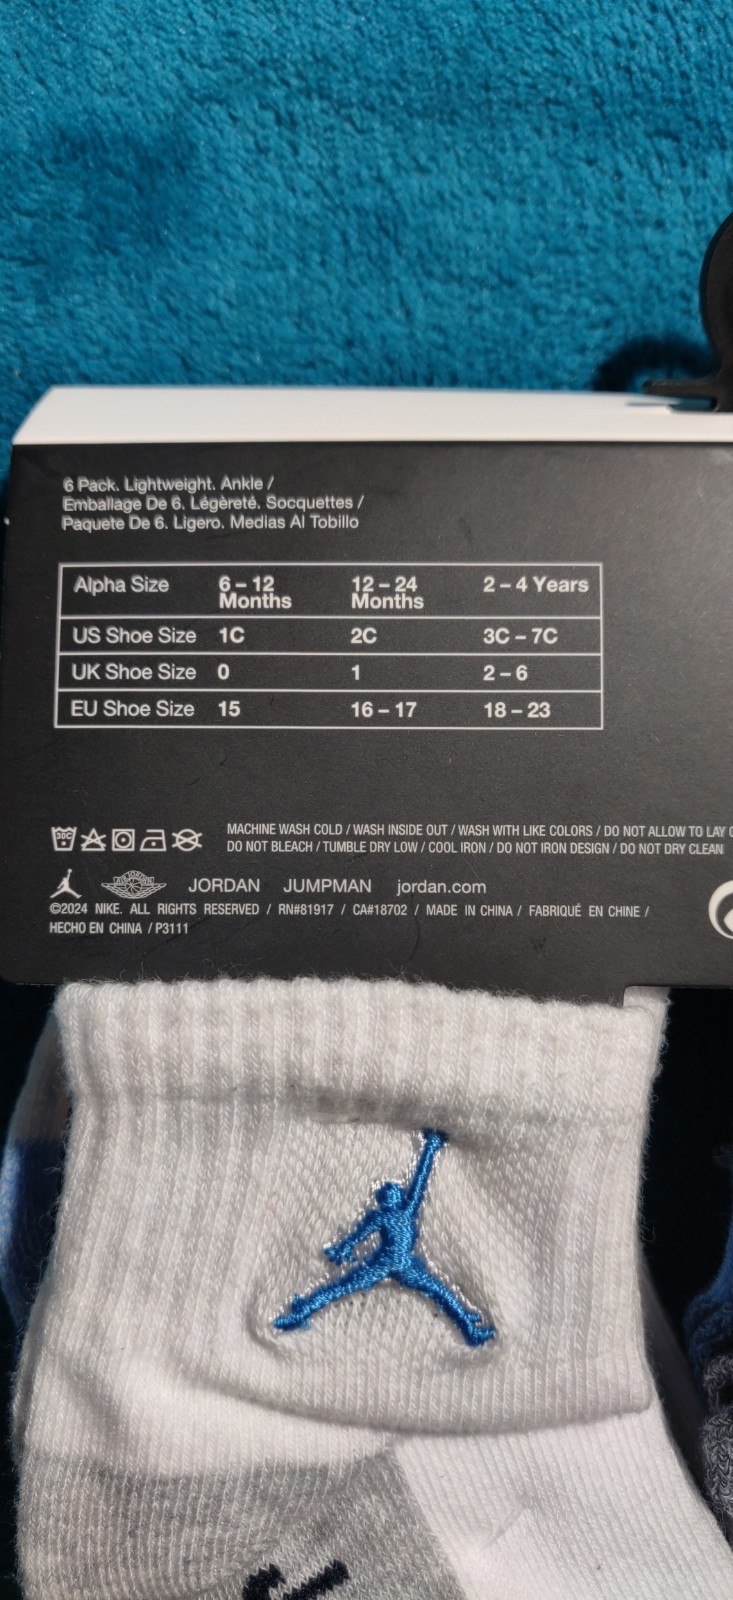 6 Pack. Lightweight. Ankle /
Emballage De 6. Légèreté. Socquettes /
Paquete De 6. Ligero. Medias Al Tobillo
Alpha Size 6 – 12 Months 12 – 24 Months 2 – 4 Years
US Shoe Size 1C 2C 3C – 7C
UK Shoe Size 0 1 2 – 6
EU Shoe Size 15 16 – 17 18 – 23
30C
MACHINE WASH COLD / WASH INSIDE OUT / WASH WITH LIKE COLORS / DO NOT ALLOW TO LAY
DO NOT BLEACH / TUMBLE DRY LOW / COOL IRON / DO NOT IRON DESIGN / DO NOT DRY CLEAN
JORDAN JUMPMAN jordan.com
©2024 NIKE. ALL RIGHTS RESERVED / RN#81917 / CA#18702 / MADE IN CHINA / FABRIQUÉ EN CHINE /
HECHO EN CHINA / P3111